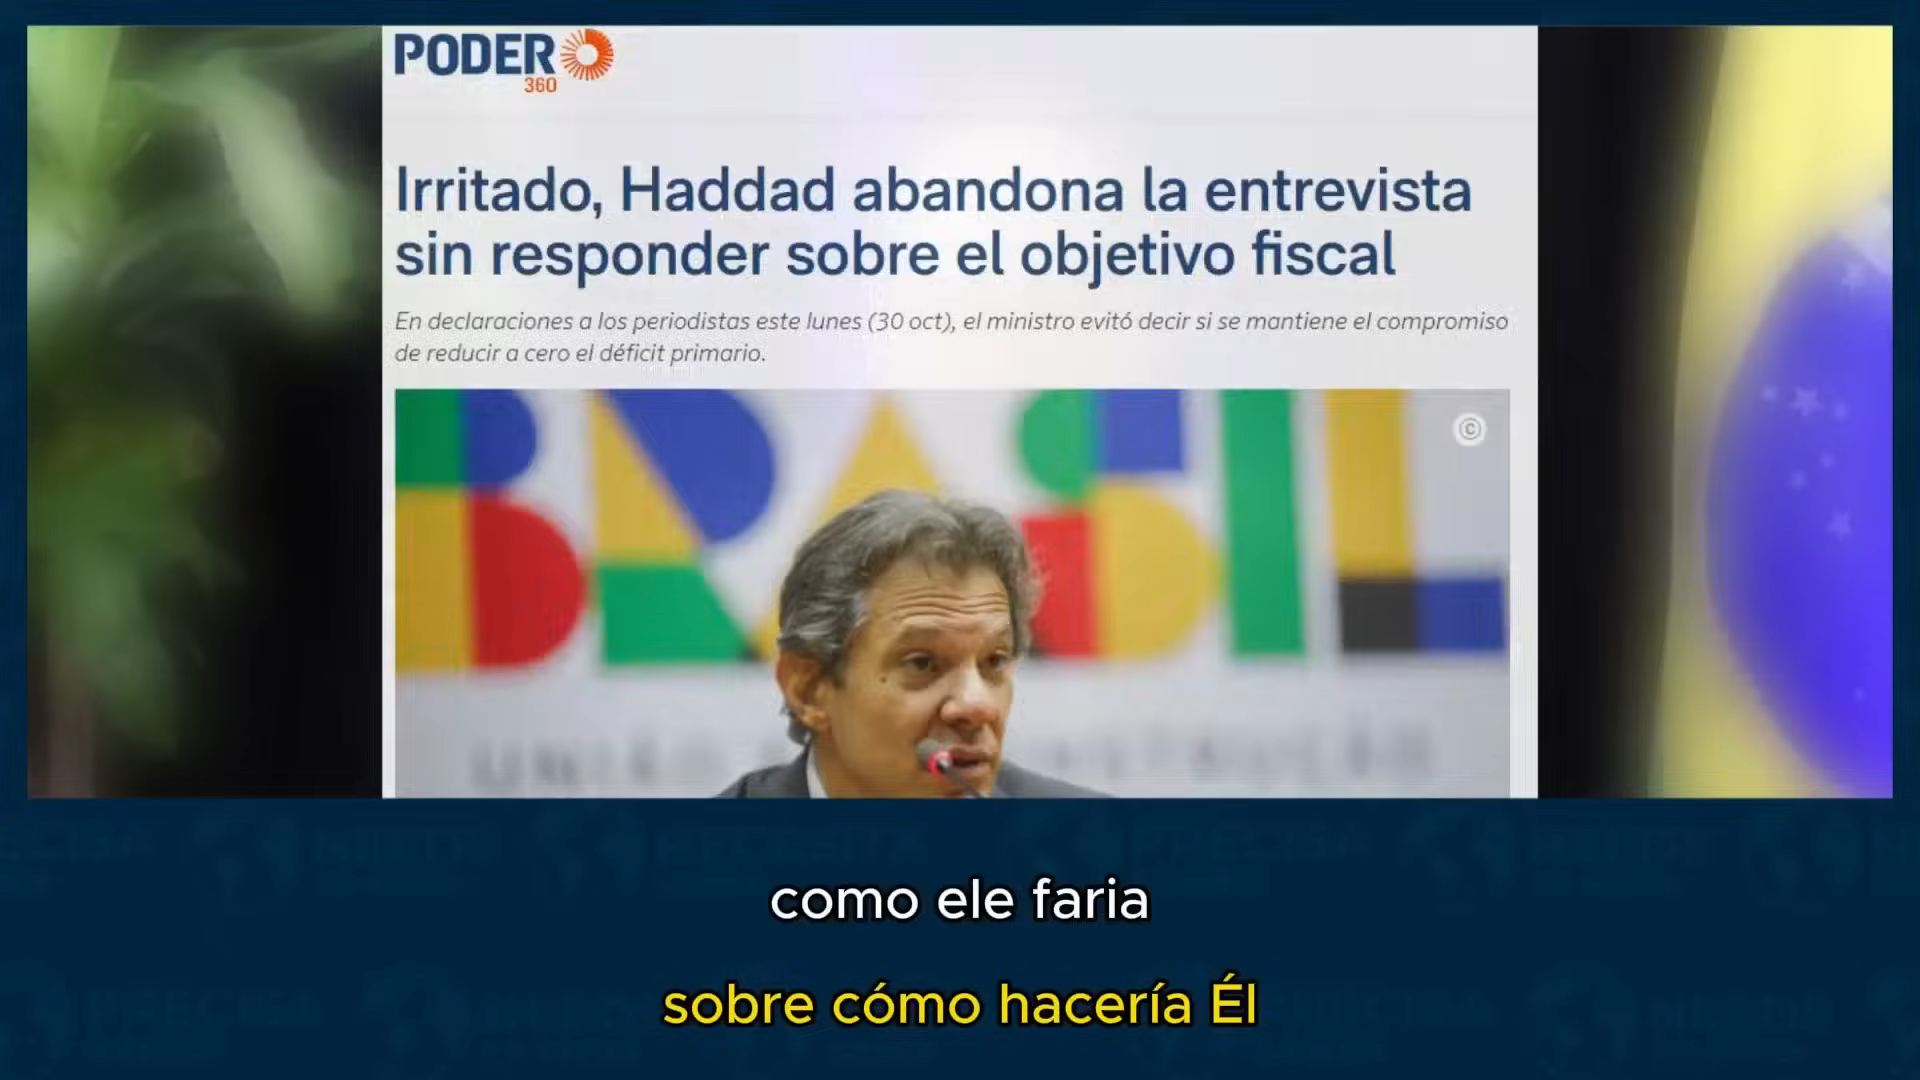 PODER
360
Irritado, Haddad abandona la entrevista
sin responder sobre el objetivo fiscal
En declaraciones a los periodistas este lunes (30 oct), el ministro evitó decir si se mantiene el compromiso
de reducir a cero el déficit primario.
©
BRASIL
como ele faria
sobre cómo hacería Él